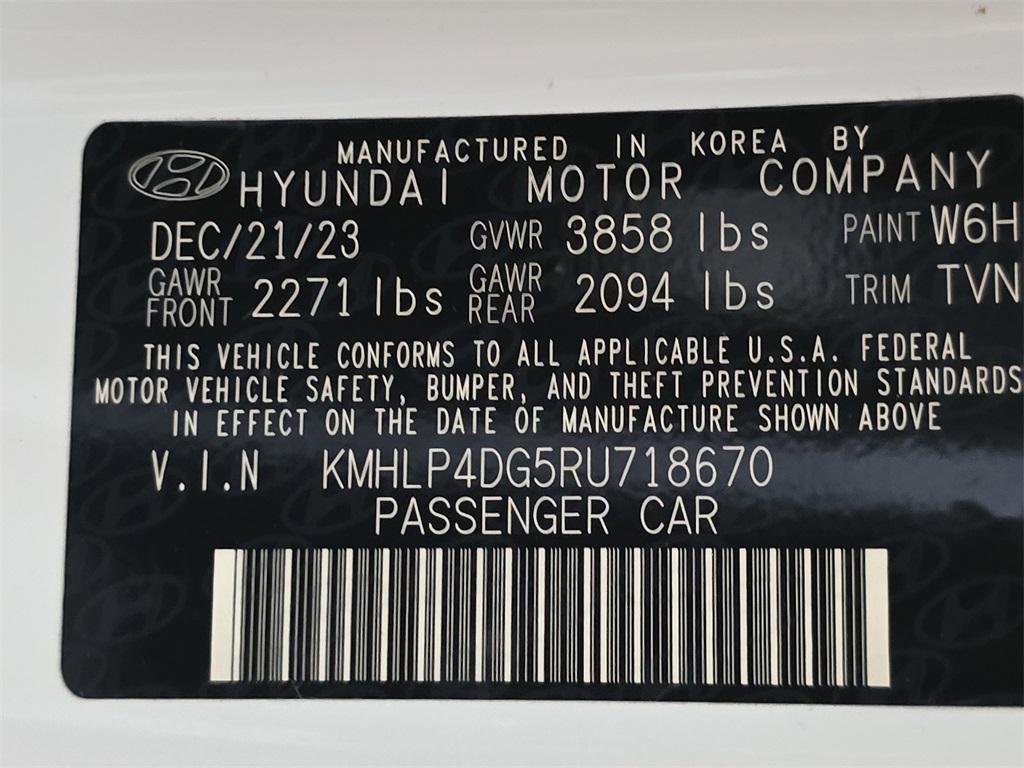 MANUFACTURED IN KOREA BY
HYUNDAI MOTOR COMPANY
DEC/21/23 GVWR 3858 lbs PAINT W6H
GAWR FRONT 2271 lbs GAWR REAR 2094 lbs TRIM TVN
THIS VEHICLE CONFORMS TO ALL APPLICABLE U.S.A. FEDERAL
MOTOR VEHICLE SAFETY, BUMPER, AND THEFT PREVENTION STANDARDS
IN EFFECT ON THE DATE OF MANUFACTURE SHOWN ABOVE
V.I.N KMHLP4DG5RU718670
PASSENGER CAR